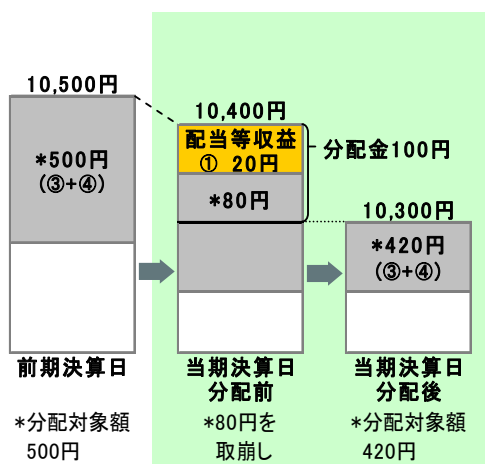 10,500円
*500円
(③+④)
前期決算日
*分配対象額
500円
10,400円
配当等収益
① 20円
*80円
分配金100円
当期決算日
分配前
*80円を
取崩し
10,300円
*420円
(③+④)
当期決算日
分配後
*分配対象額
420円